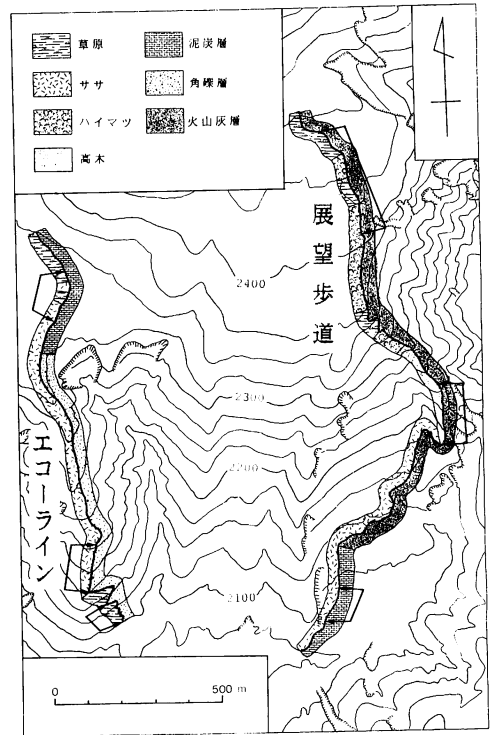 草原
ササ
ハイマツ
高木
泥炭層
角礫層
火山灰層
展望歩道
エコーライン
2400
2300
2200
2100
0 500 m